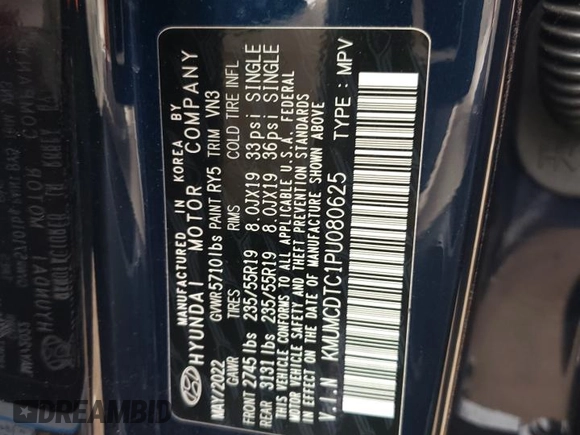 MANUFACTURED IN KOREA BY
HYUNDAI MOTOR COMPANY
MAY/2022 GVWR 5710 lbs PAINT RY5 TRIM VN3
GAWR TIRES RIMS COLD TIRE INFL
FRONT 2745 lbs 235/55R19 8.0JX19 33psi SINGLE
REAR 3131 lbs 235/55R19 8.0JX19 36psi SINGLE
THIS VEHICLE CONFORMS TO ALL APPLICABLE U.S.A. FEDERAL
MOTOR VEHICLE SAFETY AND THEFT PREVENTION STANDARDS
IN EFFECT ON THE DATE OF MANUFACTURE SHOWN ABOVE
V.I.N KMUMCDTC1PU080625 TYPE : MPV
DREAMBID